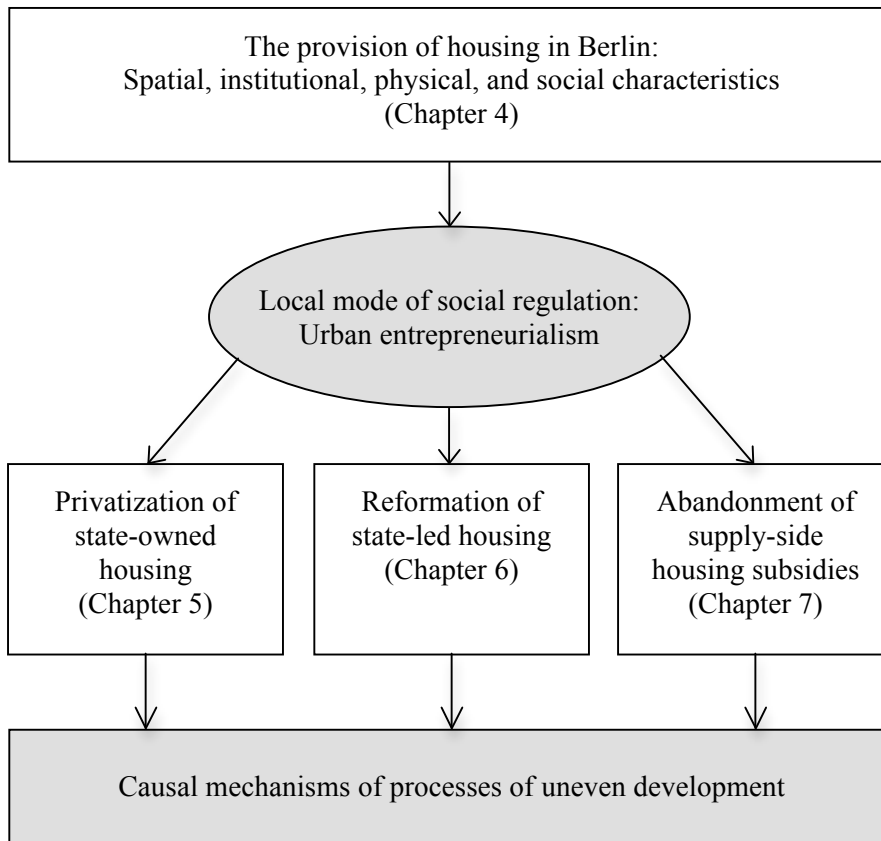 The provision of housing in Berlin:
Spatial, institutional, physical, and social characteristics
(Chapter 4)
Local mode of social regulation:
Urban entrepreneurialism
Privatization of
state-owned
housing
(Chapter 5)
Reformation of
state-led housing
(Chapter 6)
Abandonment of
supply-side
housing subsidies
(Chapter 7)
Causal mechanisms of processes of uneven development